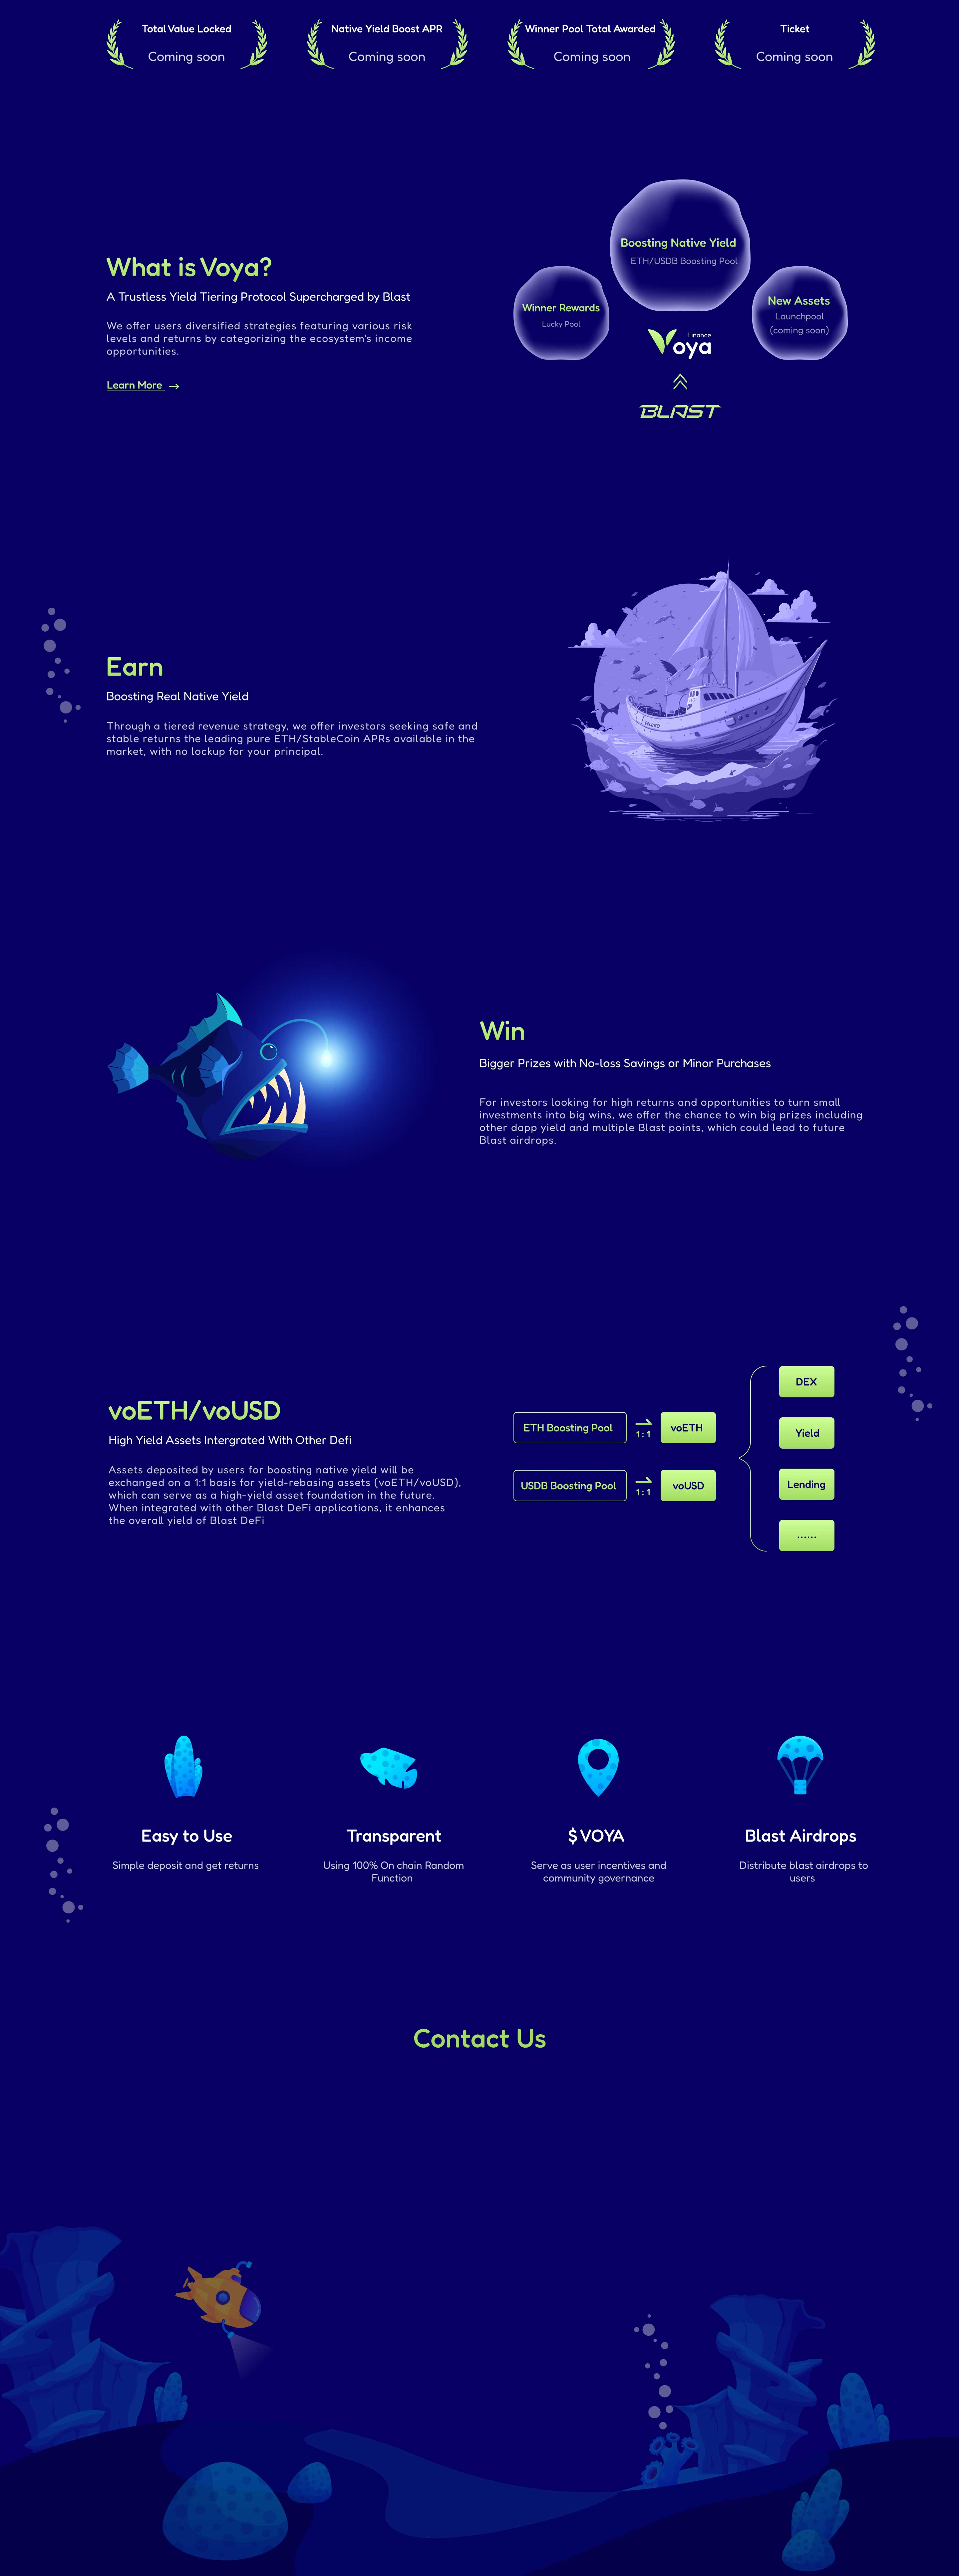 Total Value Locked
Coming soon
Native Yield Boost APR
Coming soon
Winner Pool Total Awarded
Coming soon
Ticket
Coming soon
What is Voya?
A Trustless Yield Tiering Protocol Supercharged by Blast
We offer users diversified strategies featuring various risk
levels and returns by categorizing the ecosystem's income
opportunities.
Learn More →
Boosting Native Yield
ETH/USDB Boosting Pool
Winner Rewards
Lucky Pool
New Assets
Launchpool
(coming soon)
Finance
Voya
BLAST
Earn
Boosting Real Native Yield
Through a tiered revenue strategy, we offer investors seeking safe and
stable returns the leading pure ETH/StableCoin APRs available in the
market, with no lockup for your principal.
Win
Bigger Prizes with No-loss Savings or Minor Purchases
For investors looking for high returns and opportunities to turn small
investments into big wins, we offer the chance to win big prizes including
other dapp yield and multiple Blast points, which could lead to future
Blast airdrops.
voETH/voUSD
High Yield Assets Intergrated With Other Defi
Assets deposited by users for boosting native yield will be
exchanged on a 1:1 basis for yield-rebasing assets (voETH/voUSD),
which can serve as a high-yield asset foundation in the future.
When integrated with other Blast DeFi applications, it enhances
the overall yield of Blast DeFi
ETH Boosting Pool
1 : 1
voETH
USDB Boosting Pool
1 : 1
voUSD
DEX
Yield
Lending
......
Easy to Use
Simple deposit and get returns
Transparent
Using 100% On chain Random
Function
$ VOYA
Serve as user incentives and
community governance
Blast Airdrops
Distribute blast airdrops to
users
Contact Us